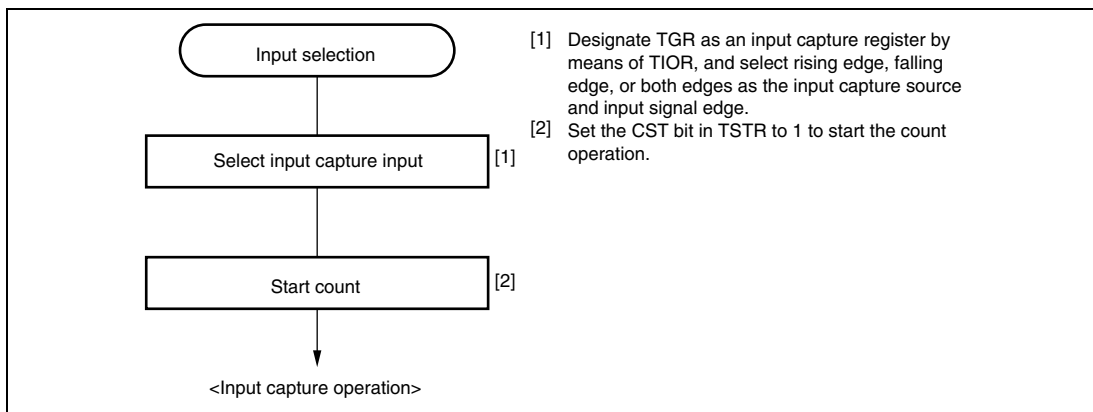 Input selection
Select input capture input
[1]
Start count
[2]
<Input capture operation>
[1] Designate TGR as an input capture register by
means of TIOR, and select rising edge, falling
edge, or both edges as the input capture source
and input signal edge.
[2] Set the CST bit in TSTR to 1 to start the count
operation.